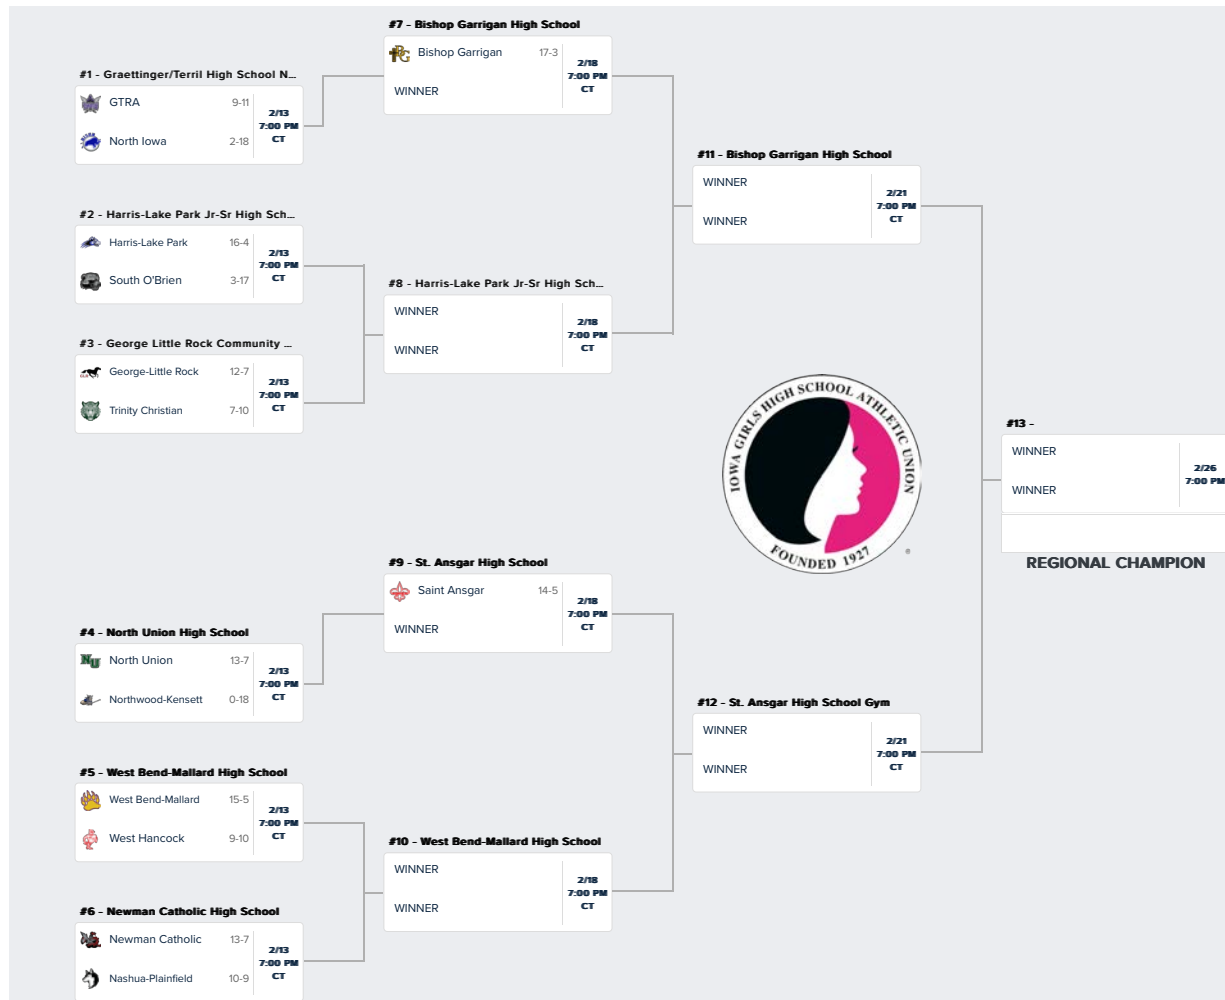 #7 - Bishop Garrigan High School
Bishop Garrigan 17-3
WINNER
2/18
7:00 PM
CT
#1 - Graettinger/Terril High School N...
GTRA 9-11
North Iowa 2-18
2/13
7:00 PM
CT
#11 - Bishop Garrigan High School
WINNER
WINNER
2/21
7:00 PM
CT
#2 - Harris-Lake Park Jr-Sr High Sch...
Harris-Lake Park 16-4
South O'Brien 3-17
2/13
7:00 PM
CT
#8 - Harris-Lake Park Jr-Sr High Sch...
WINNER
WINNER
2/18
7:00 PM
CT
#3 - George Little Rock Community ...
George-Little Rock 12-7
Trinity Christian 7-10
2/13
7:00 PM
CT
IOWA GIRLS HIGH SCHOOL ATHLETIC UNION
FOUNDED 1927
®
#13 -
WINNER
WINNER
2/26
7:00 PM
REGIONAL CHAMPION
#9 - St. Ansgar High School
Saint Ansgar 14-5
WINNER
2/18
7:00 PM
CT
#4 - North Union High School
NU
North Union 13-7
Northwood-Kensett 0-18
2/13
7:00 PM
CT
#12 - St. Ansgar High School Gym
WINNER
WINNER
2/21
7:00 PM
CT
#5 - West Bend-Mallard High School
West Bend-Mallard 15-5
West Hancock 9-10
2/13
7:00 PM
CT
#10 - West Bend-Mallard High School
WINNER
WINNER
2/18
7:00 PM
CT
#6 - Newman Catholic High School
Newman Catholic 13-7
Nashua-Plainfield 10-9
2/13
7:00 PM
CT